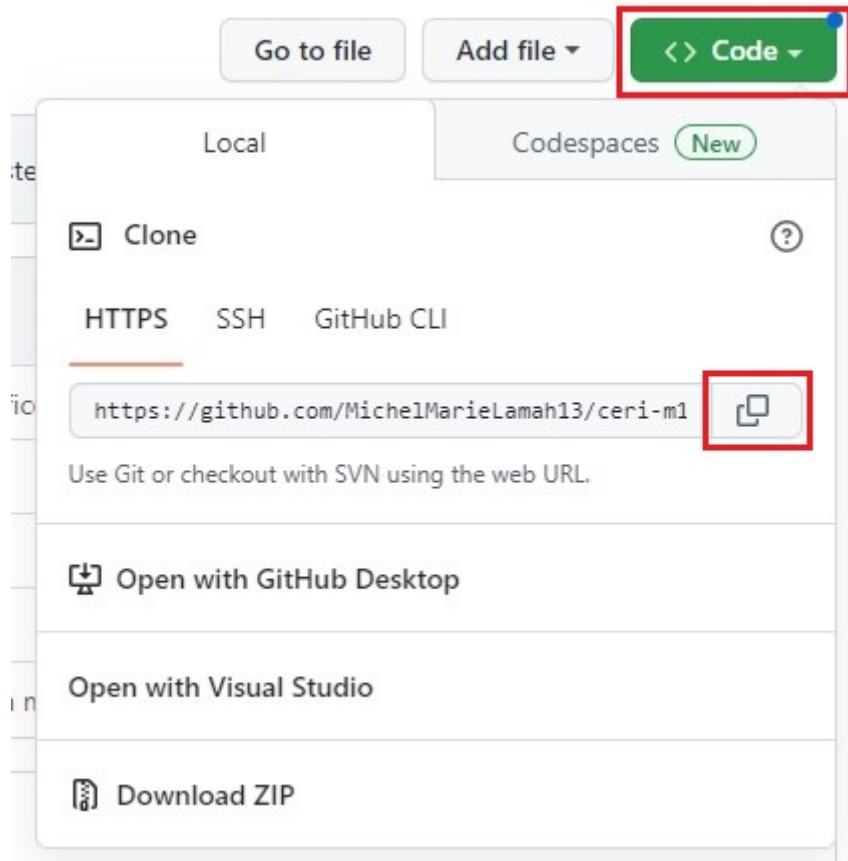 Go to file
Add file
<> Code
Local
Codespaces New
Clone
HTTPS SSH GitHub CLI
https://github.com/MichelMarieLamah13/ceri-m1
Use Git or checkout with SVN using the web URL.
Open with GitHub Desktop
Open with Visual Studio
Download ZIP